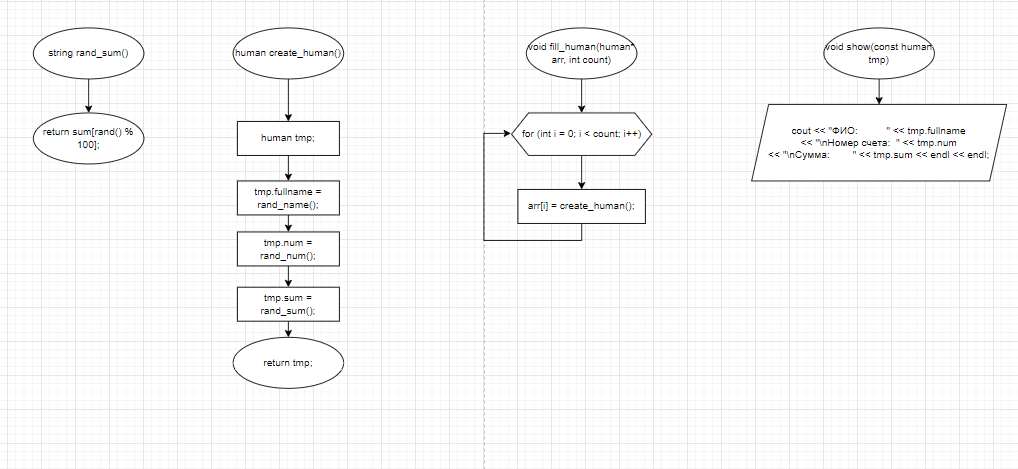 string rand_sum()
return sum[rand() %
100];
human create_human()
human tmp;
tmp.fullname =
rand_name();
tmp.num =
rand_num();
tmp.sum =
rand_sum();
return tmp;
void fill_human(human*
arr, int count)
for (int i = 0; i < count; i++)
arr[i] = create_human();
void show(const human
tmp)
cout << "ФИО: " << tmp.fullname
<< "\nНомер счета: " << tmp.num
<< "\nСумма: " << tmp.sum << endl << endl;